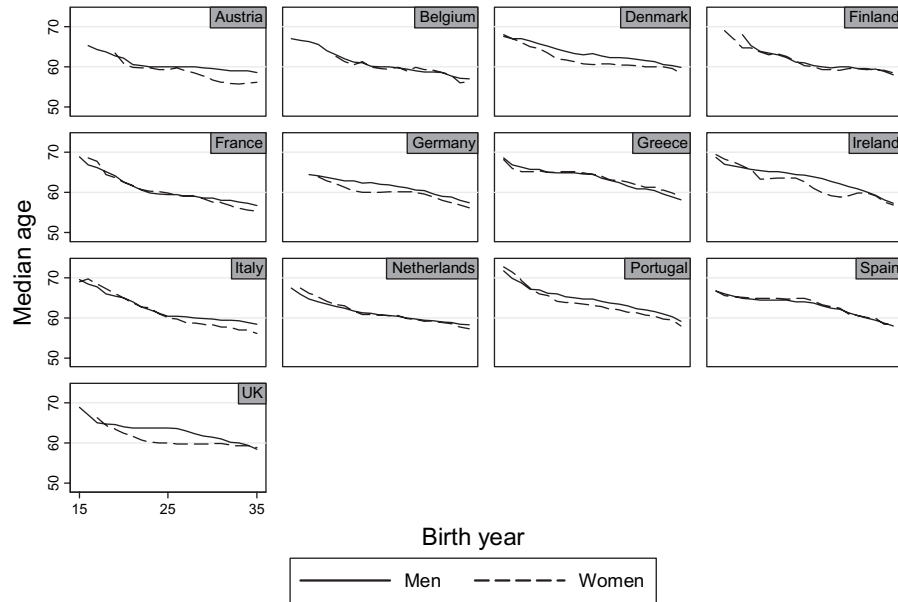 Austria
Belgium
Denmark
Finland
70
60
50
France
Germany
Greece
Ireland
70
60
50
Italy
Netherlands
Portugal
Spain
70
60
50
UK
70
60
50
15
25
35
Median age
Birth year
Men
Women